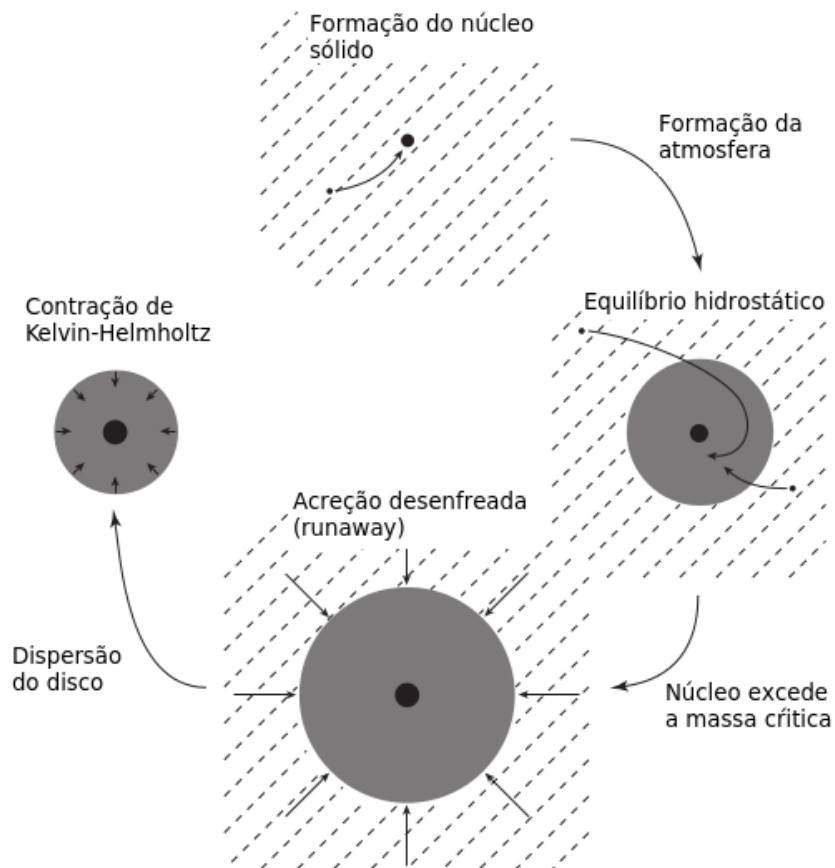 Formação do núcleo
sólido
Formação da
atmosfera
Equilíbrio hidrostático
Núcleo excede
a massa cŕitica
Acreção desenfreada
(runaway)
Dispersão
do disco
Contração de
Kelvin-Helmholtz